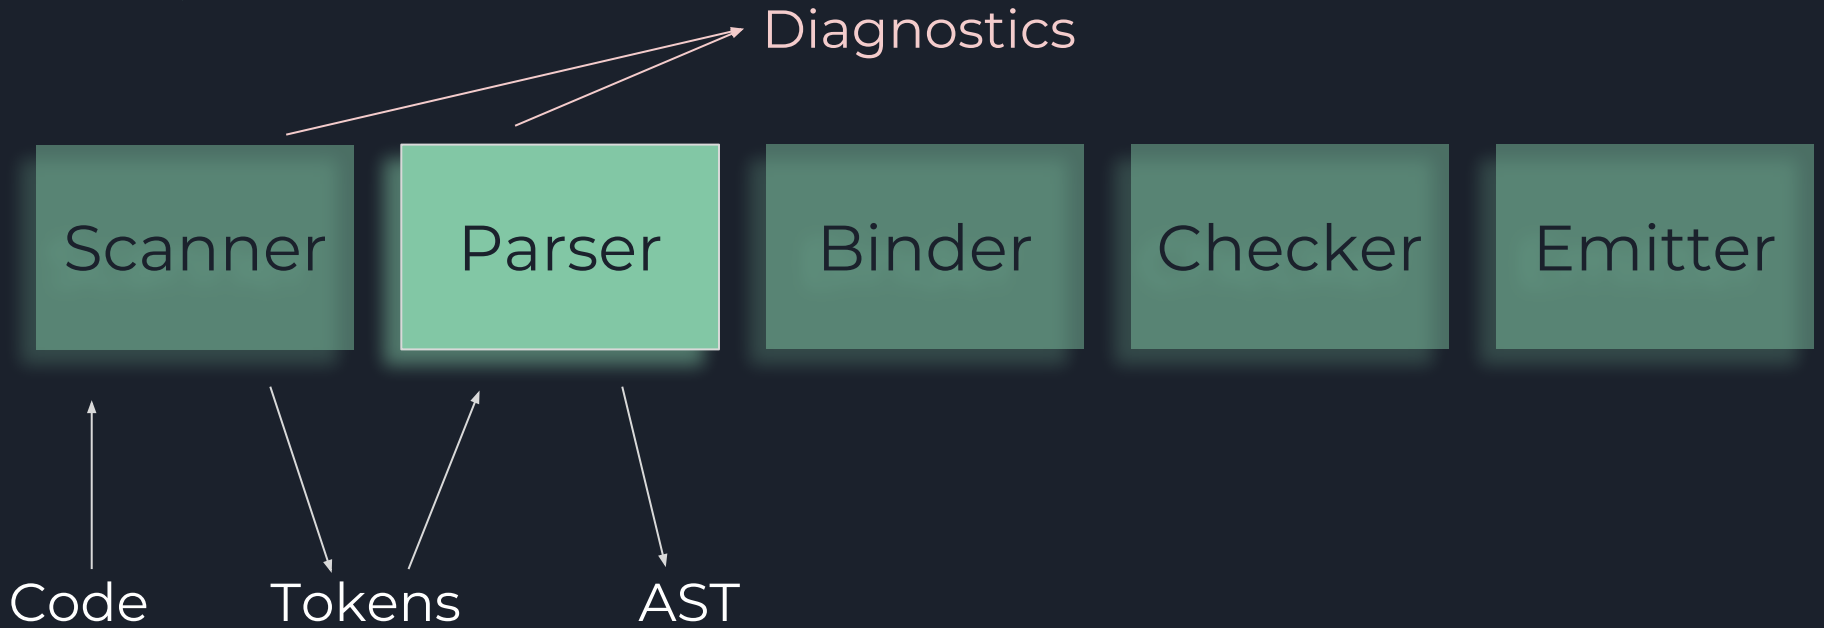 Diagnostics
Scanner
Parser
Binder
Checker
Emitter
Code
Tokens
AST